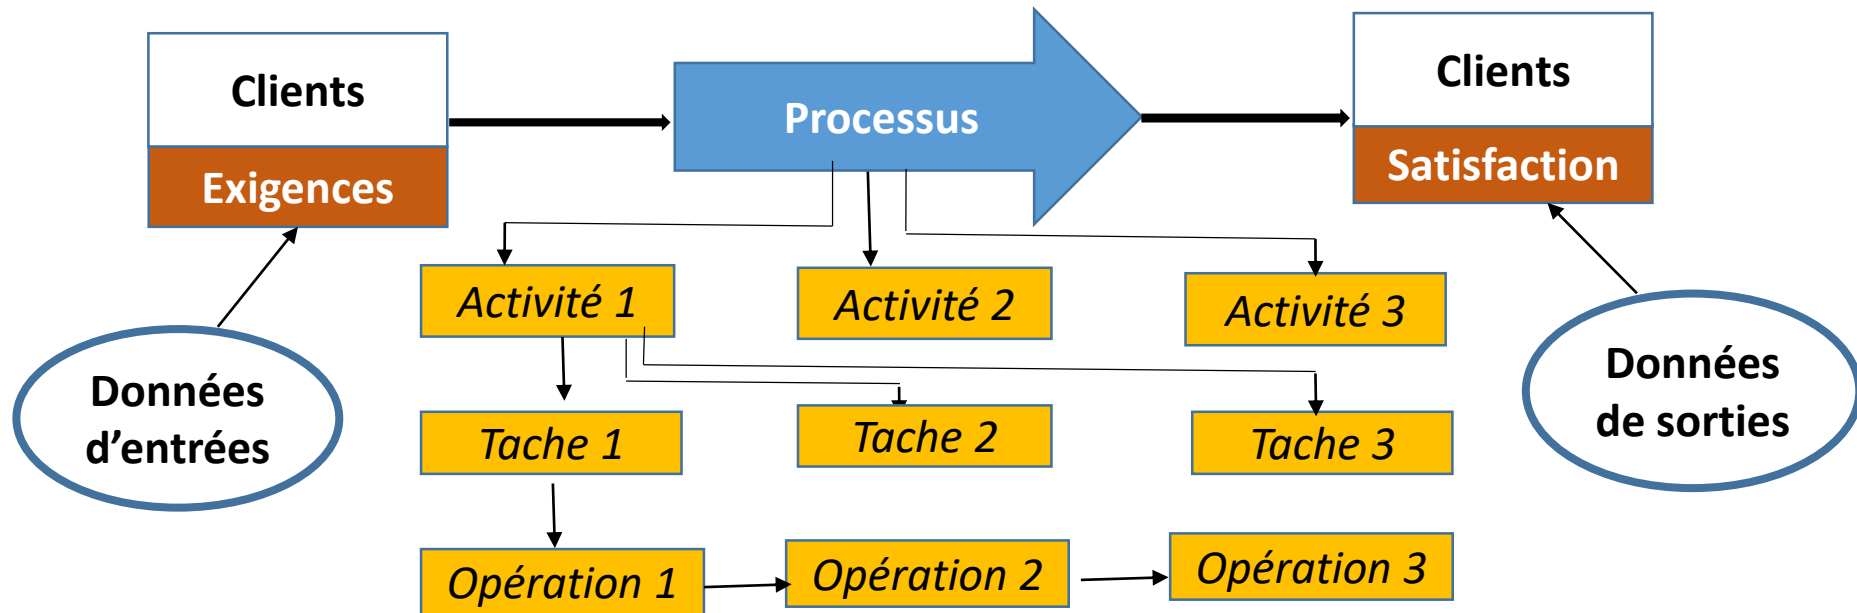 Clients
Exigences
Processus
Clients
Satisfaction
Activité 1
Activité 2
Activité 3
Données
d’entrées
Données
de sorties
Tache 1
Tache 2
Tache 3
Opération 1
Opération 2
Opération 3